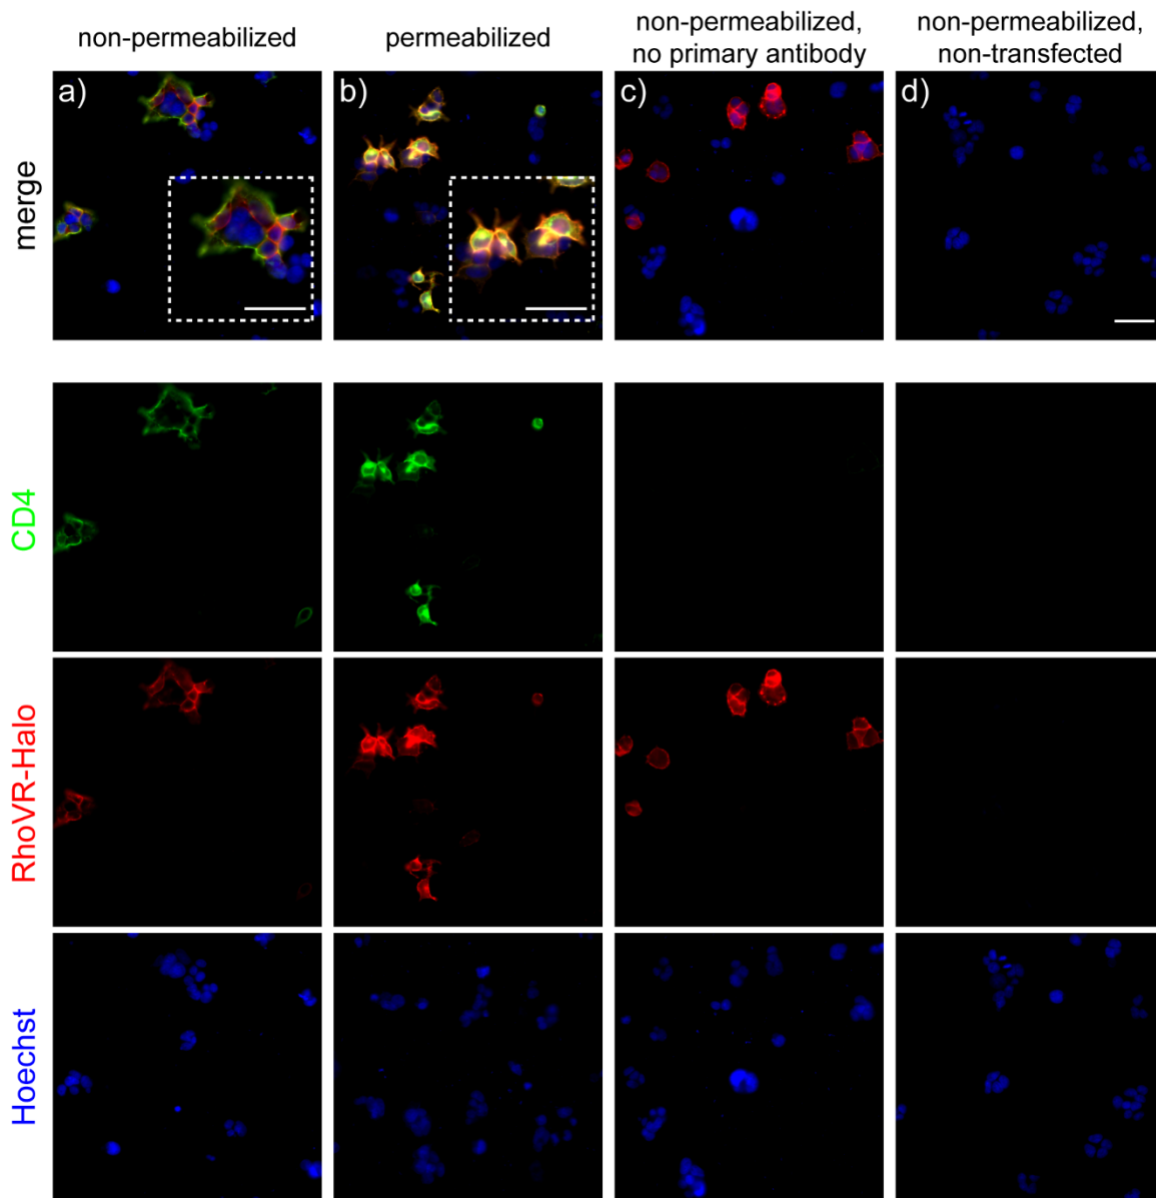 non-permeabilized
permeabilized
non-permeabilized,
no primary antibody
non-permeabilized,
non-transfected
merge
a)
b)
c)
d)
CD4
RhoVR-Halo
Hoechst